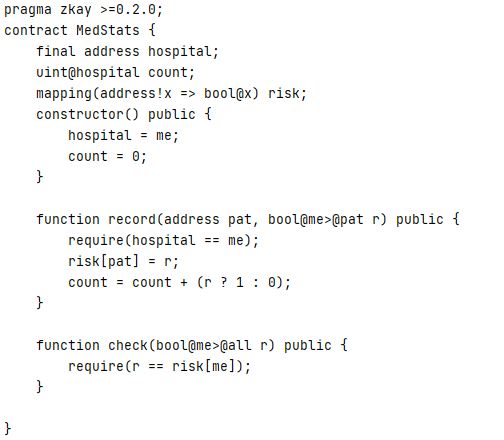 pragma zkay >=0.2.0;
contract MedStats {
    final address hospital;
    uint@hospital count;
    mapping(address!x => bool@x) risk;
    constructor() public {
        hospital = me;
        count = 0;
    }

    function record(address pat, bool@me>@pat r) public {
        require(hospital == me);
        risk[pat] = r;
        count = count + (r ? 1 : 0);
    }

    function check(bool@me>@all r) public {
        require(r == risk[me]);
    }

}